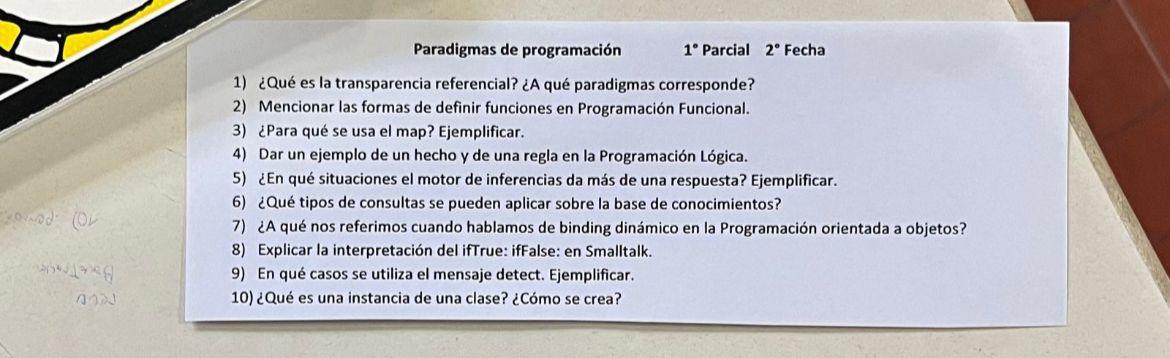 Paradigmas de programación 1° Parcial 2° Fecha
1) ¿Qué es la transparencia referencial? ¿A qué paradigmas corresponde?
2) Mencionar las formas de definir funciones en Programación Funcional.
3) ¿Para qué se usa el map? Ejemplificar.
4) Dar un ejemplo de un hecho y de una regla en la Programación Lógica.
5) ¿En qué situaciones el motor de inferencias da más de una respuesta? Ejemplificar.
6) ¿Qué tipos de consultas se pueden aplicar sobre la base de conocimientos?
7) ¿A qué nos referimos cuando hablamos de binding dinámico en la Programación orientada a objetos?
8) Explicar la interpretación del ifTrue: ifFalse: en Smalltalk.
9) En qué casos se utiliza el mensaje detect. Ejemplificar.
10) ¿Qué es una instancia de una clase? ¿Cómo se crea?